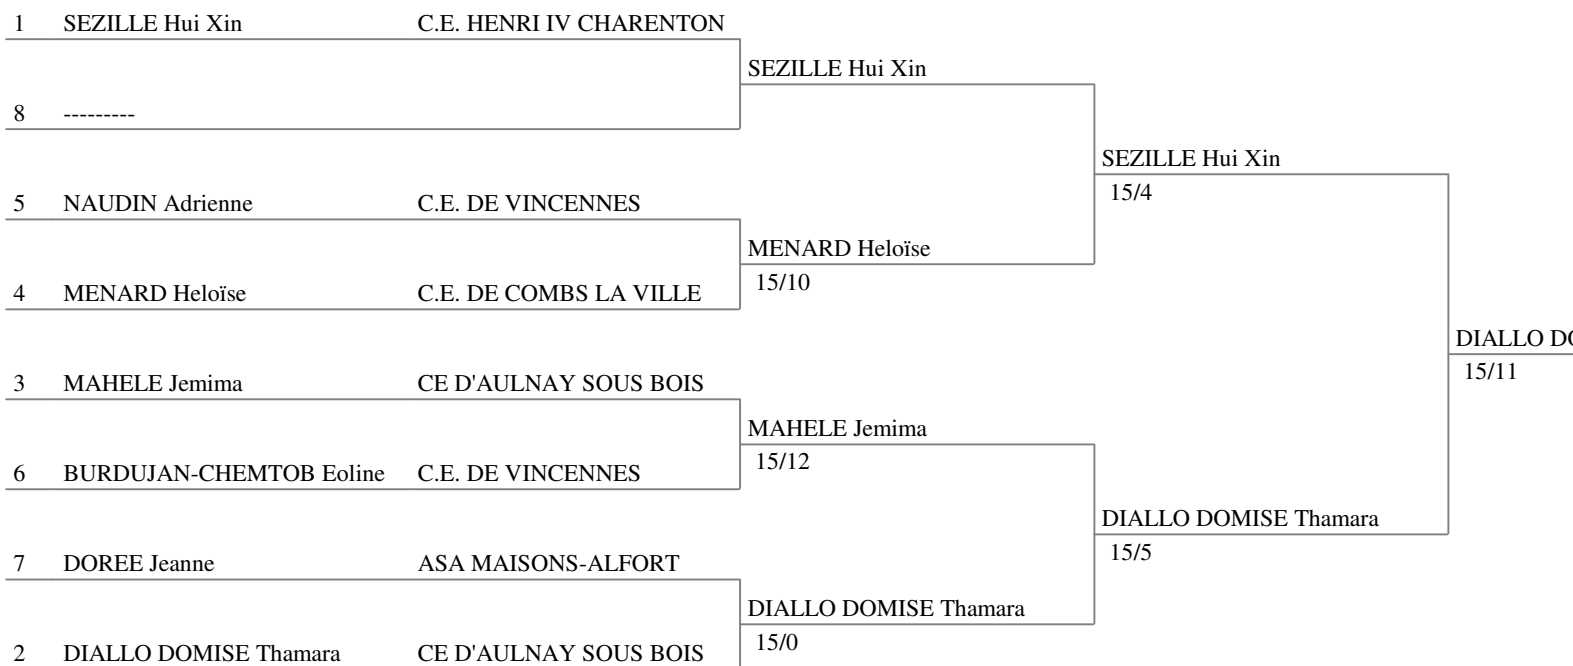 1 SEZILLE Hui Xin C.E. HENRI IV CHARENTON
SEZILLE Hui Xin
8 ---------
SEZILLE Hui Xin
15/4
5 NAUDIN Adrienne C.E. DE VINCENNES
MENARD Heloïse
15/10
4 MENARD Heloïse C.E. DE COMBS LA VILLE
DIALLO
15/11
3 MAHELE Jemima CE D'AULNAY SOUS BOIS
MAHELE Jemima
15/12
6 BURDUJAN-CHEMTOB Eoline C.E. DE VINCENNES
DIALLO DOMISE Thamara
15/5
7 DOREE Jeanne ASA MAISONS-ALFORT
DIALLO DOMISE Thamara
15/0
2 DIALLO DOMISE Thamara CE D'AULNAY SOUS BOIS